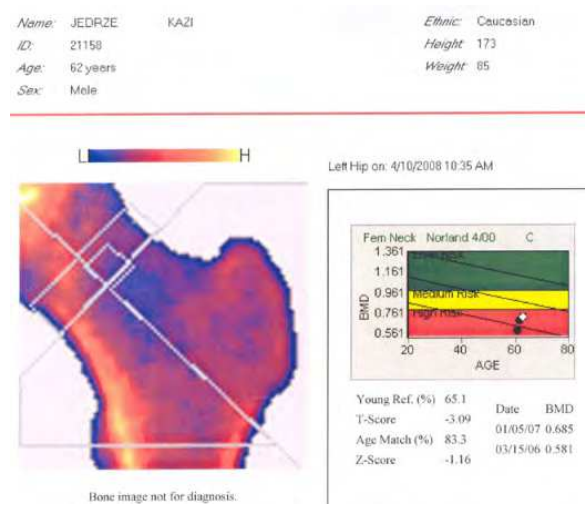 Name: JEDRZE KAZI
ID: 21158
Age: 62 years
Sex: Mele
Ethnic: Caucasian
Height 173
Weight 85
L H
Left Hip on: 4/10/2008 10:35 AM
Fem Neck Norland 4/00 C
1.361
1.161
0.961
0.761
0.561
BMD
Medium Risk
High Risk
20 40 60 80
AGE
Young Ref. (%) 65.1
T-Score -3.09
Age Match (%) 83.3
Z-Score -1.16
Date BMD
01/05/07 0.685
03/15/06 0.581
Bone image not for diagnosis.